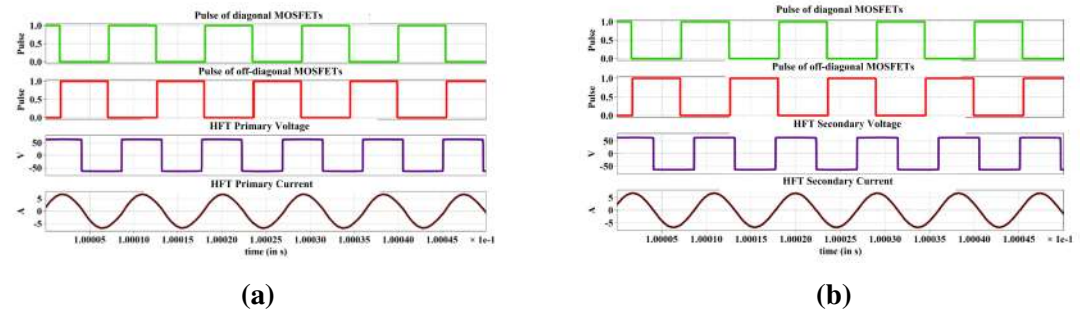 Pulse of diagonal MOSFETs
1.0
0.5
0.0
Pulse
Pulse of off-diagonal MOSFETs
1.0
0.5
0.0
Pulse
HFT Primary Voltage
50
0
-50
V
HFT Primary Current
5
0
-5
A
1.00005 1.00010 1.00015 1.00020 1.00025 1.00030 1.00035 1.00040 1.00045 × 1e-1
time (in s)
(a)
Pulse of diagonal MOSFETs
1.0
0.5
0.0
Pulse
Pulse of off-diagonal MOSFETs
1.0
0.5
0.0
Pulse
HFT Secondary Voltage
50
0
-50
V
HFT Secondary Current
5
0
-5
A
1.00005 1.00010 1.00015 1.00020 1.00025 1.00030 1.00035 1.00040 1.00045 × 1e-1
time (in s)
(b)